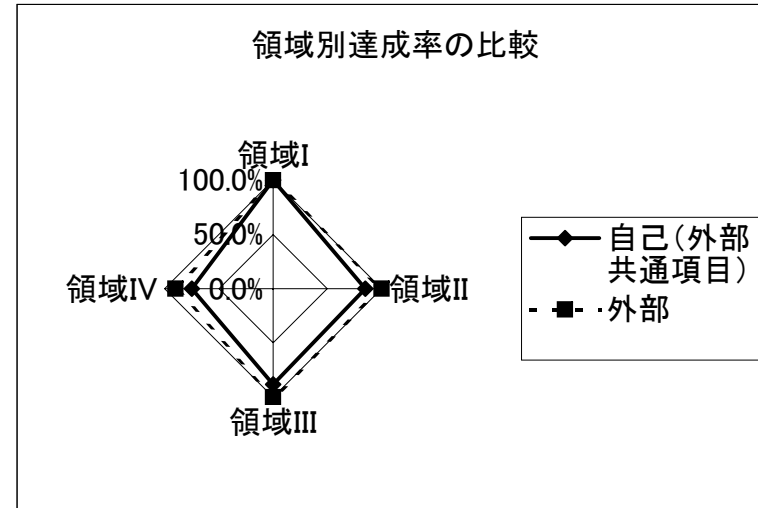 領域別達成率の比較
領域I
100.0%
50.0%
領域IV
0.0%
領域II
領域III
自己(外部
共通項目)
外部